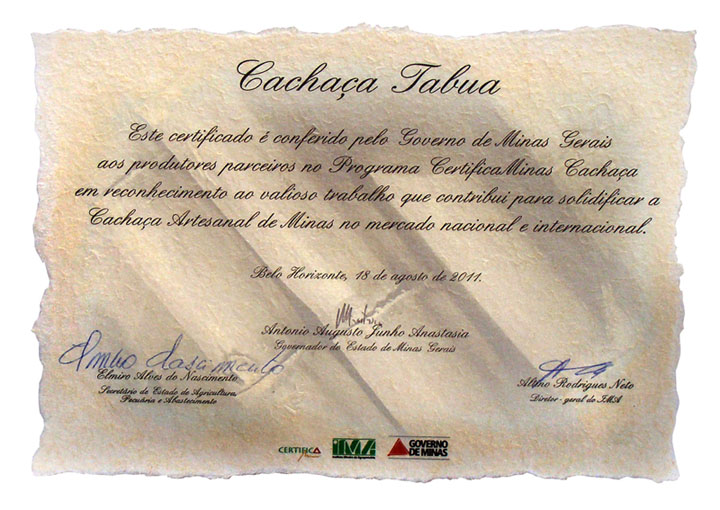 Cachaça Tabua
Este certificado é conferido pelo Governo de Minas Gerais
aos produtores parceiros no Programa CertificaMinas Cachaça
em reconhecimento ao valioso trabalho que contribui para solidificar a
Cachaça Artesanal de Minas no mercado nacional e internacional.
Belo Horizonte, 18 de agosto de 2011.
Antonio Augusto Junho Anastasia
Governador do Estado de Minas Gerais
Elmiro Alves do Nascimento
Secretário de Estado de Agricultura,
Pecuária e Abastecimento
Altino Rodrigues Neto
Diretor - geral do IMA
CERTIFICA
IMA
GOVERNO
DE MINAS